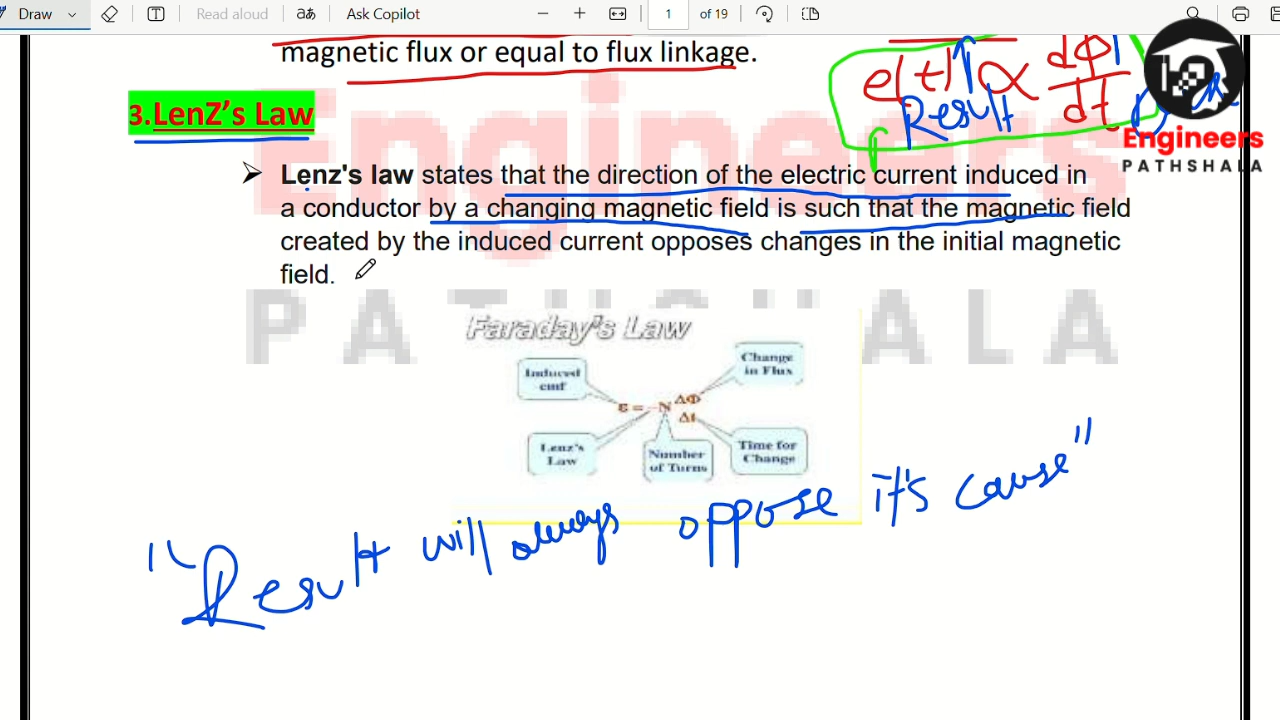 Draw
Read aloud
aあ
Ask Copilot
1 of 19
magnetic flux or equal to flux linkage.
e(t) ∝ dΦ/dt
Result
Engineers
PATHSHALA
3.LenZ's Law
➢ Lenz's law states that the direction of the electric current induced in
a conductor by a changing magnetic field is such that the magnetic field
created by the induced current opposes changes in the initial magnetic
field.
Engineers
PATHSHALA
Faraday's Law
Induced
emf
Change
in Flux
ε = -N ΔΦ
Δt
Lenz's
Law
Number
of Turns
Time for
Change
"Result will always oppose it's cause"